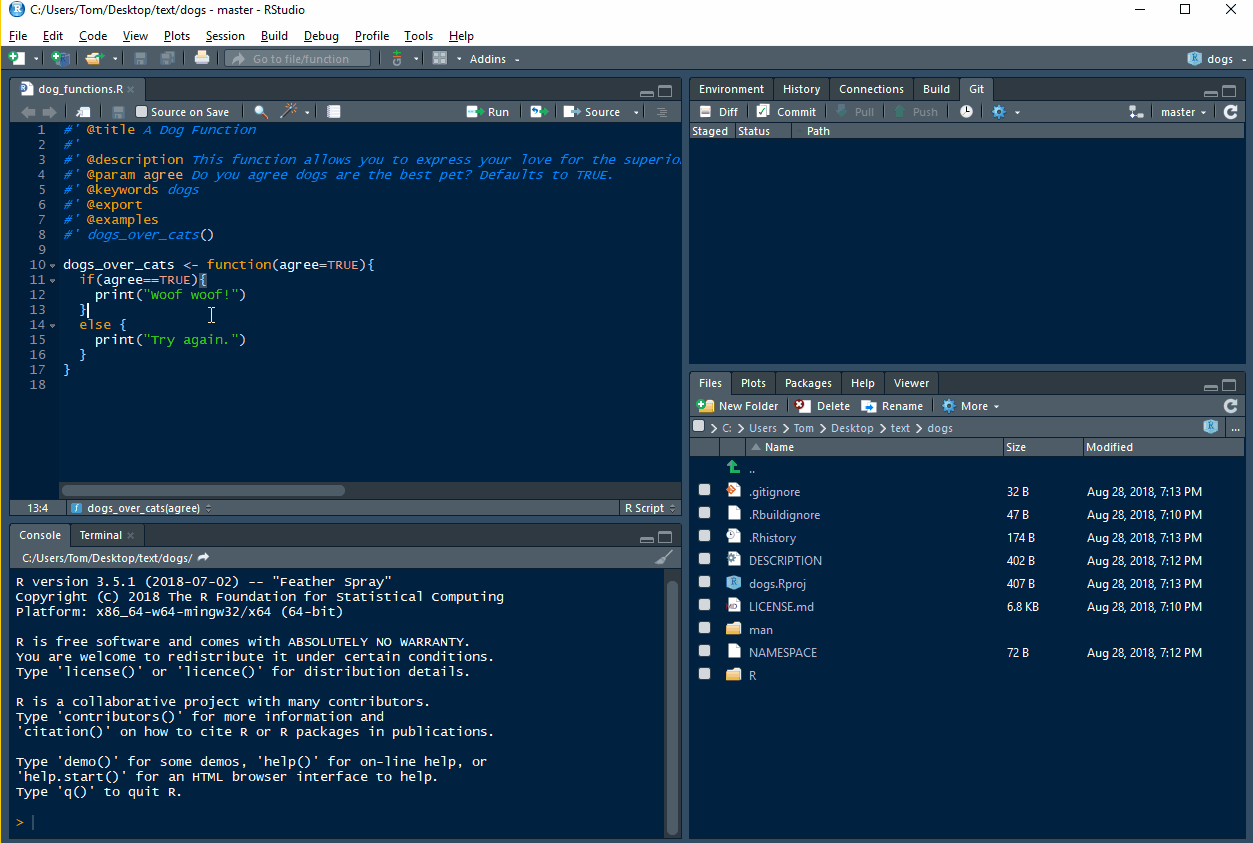 C:/Users/Tom/Desktop/text/dogs - master - RStudio
File Edit Code View Plots Session Build Debug Profile Tools Help
Go to file/function Addins dogs
dog_functions.R
Source on Save Run Source
1 #' @title A Dog Function
2 #'
3 #' @description This function allows you to express your love for the superio
4 #' @param agree Do you agree dogs are the best pet? Defaults to TRUE.
5 #' @keywords dogs
6 #' @export
7 #' @examples
8 #' dogs_over_cats()
9
10 dogs_over_cats <- function(agree=TRUE){
11 if(agree==TRUE){
12 print("Woof woof!")
13 }
14 else {
15 print("Try again.")
16 }
17 }
18
13:4 dogs_over_cats(agree) R Script
Console Terminal
C:/Users/Tom/Desktop/text/dogs/
R version 3.5.1 (2018-07-02) -- "Feather Spray"
Copyright (C) 2018 The R Foundation for Statistical Computing
Platform: x86_64-w64-mingw32/x64 (64-bit)
R is free software and comes with ABSOLUTELY NO WARRANTY.
You are welcome to redistribute it under certain conditions.
Type 'license()' or 'licence()' for distribution details.
R is a collaborative project with many contributors.
Type 'contributors()' for more information and
'citation()' on how to cite R or R packages in publications.
Type 'demo()' for some demos, 'help()' for on-line help, or
'help.start()' for an HTML browser interface to help.
Type 'q()' to quit R.
>
Environment History Connections Build Git
Diff Commit Pull Push master
Staged Status Path
Files Plots Packages Help Viewer
New Folder Delete Rename More
C: Users Tom Desktop text dogs ...
Name Size Modified
..
.gitignore 32 B Aug 28, 2018, 7:13 PM
.Rbuildignore 47 B Aug 28, 2018, 7:10 PM
.Rhistory 174 B Aug 28, 2018, 7:13 PM
DESCRIPTION 402 B Aug 28, 2018, 7:12 PM
dogs.Rproj 407 B Aug 28, 2018, 7:13 PM
LICENSE.md 6.8 KB Aug 28, 2018, 7:10 PM
man
NAMESPACE 72 B Aug 28, 2018, 7:12 PM
R